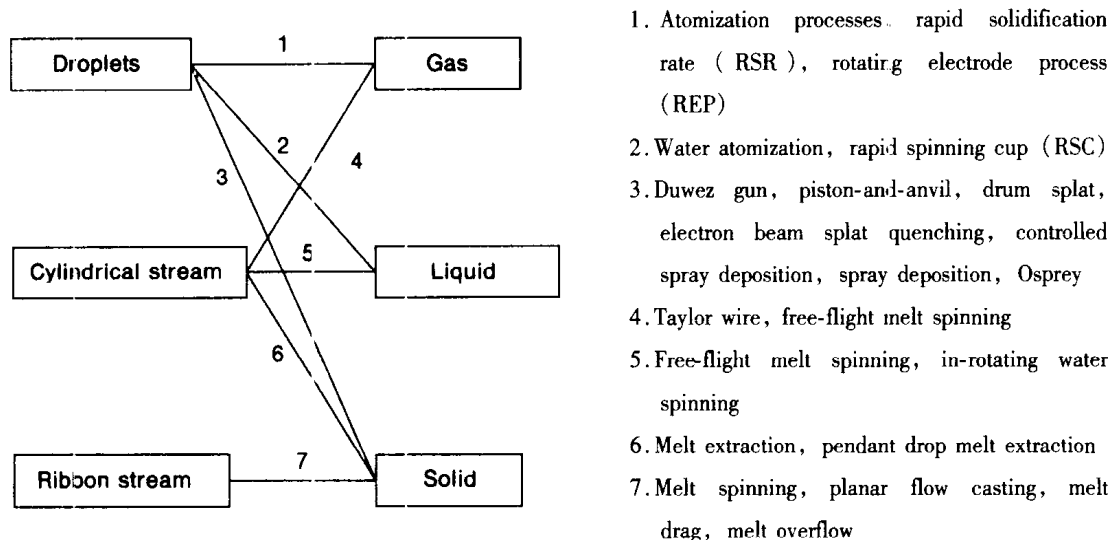 Droplets
1
Gas
2
3
4
Cylindrical stream
5
Liquid
6
Ribbon stream
7
Solid
1. Atomization processes, rapid solidification
rate ( RSR ), rotating electrode process
(REP)
2. Water atomization, rapid spinning cup (RSC)
3. Duwez gun, piston-and-anvil, drum splat,
electron beam splat quenching, controlled
spray deposition, spray deposition, Osprey
4. Taylor wire, free-flight melt spinning
5. Free-flight melt spinning, in-rotating water
spinning
6. Melt extraction, pendant drop melt extraction
7. Melt spinning, planar flow casting, melt
drag, melt overflow